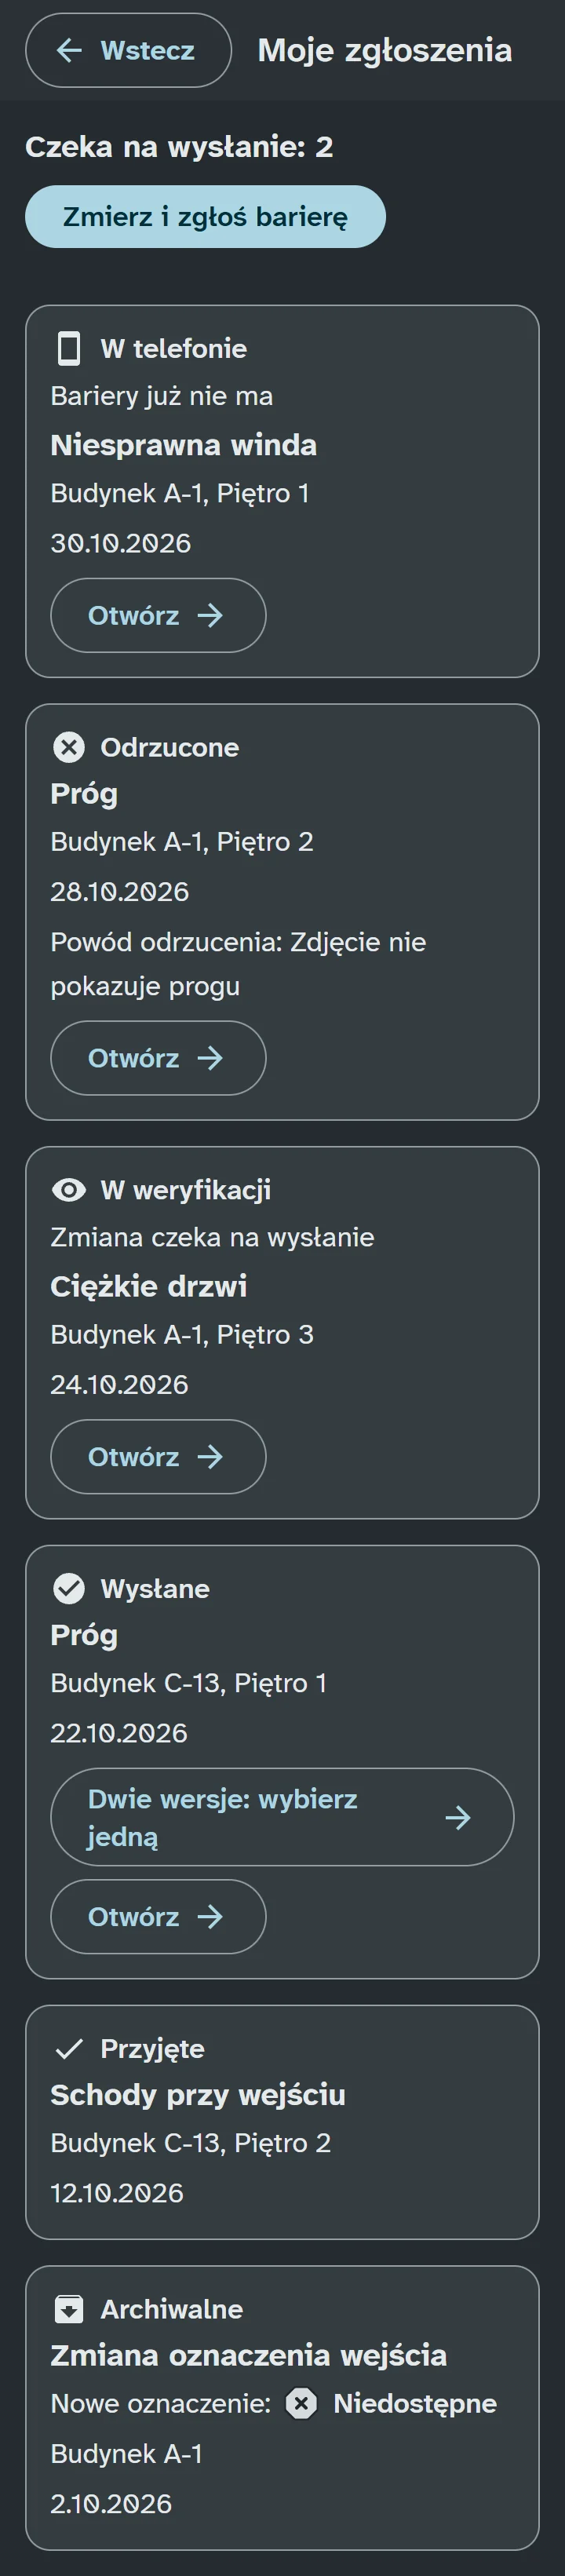 Wstecz
Moje zgłoszenia
Czeka na wysłanie: 2
Zmierz i zgłoś barierę
W telefonie
Bariery już nie ma
Niesprawna winda
Budynek A-1, Piętro 1
30.10.2026
Otwórz
Odrzucone
Próg
Budynek A-1, Piętro 2
28.10.2026
Powód odrzucenia: Zdjęcie nie
pokazuje progu
Otwórz
W weryfikacji
Zmiana czeka na wysłanie
Ciężkie drzwi
Budynek A-1, Piętro 3
24.10.2026
Otwórz
Wysłane
Próg
Budynek C-13, Piętro 1
22.10.2026
Dwie wersje: wybierz
jedną
Otwórz
Przyjęte
Schody przy wejściu
Budynek C-13, Piętro 2
12.10.2026
Archiwalne
Zmiana oznaczenia wejścia
Nowe oznaczenie: Niedostępne
Budynek A-1
2.10.2026